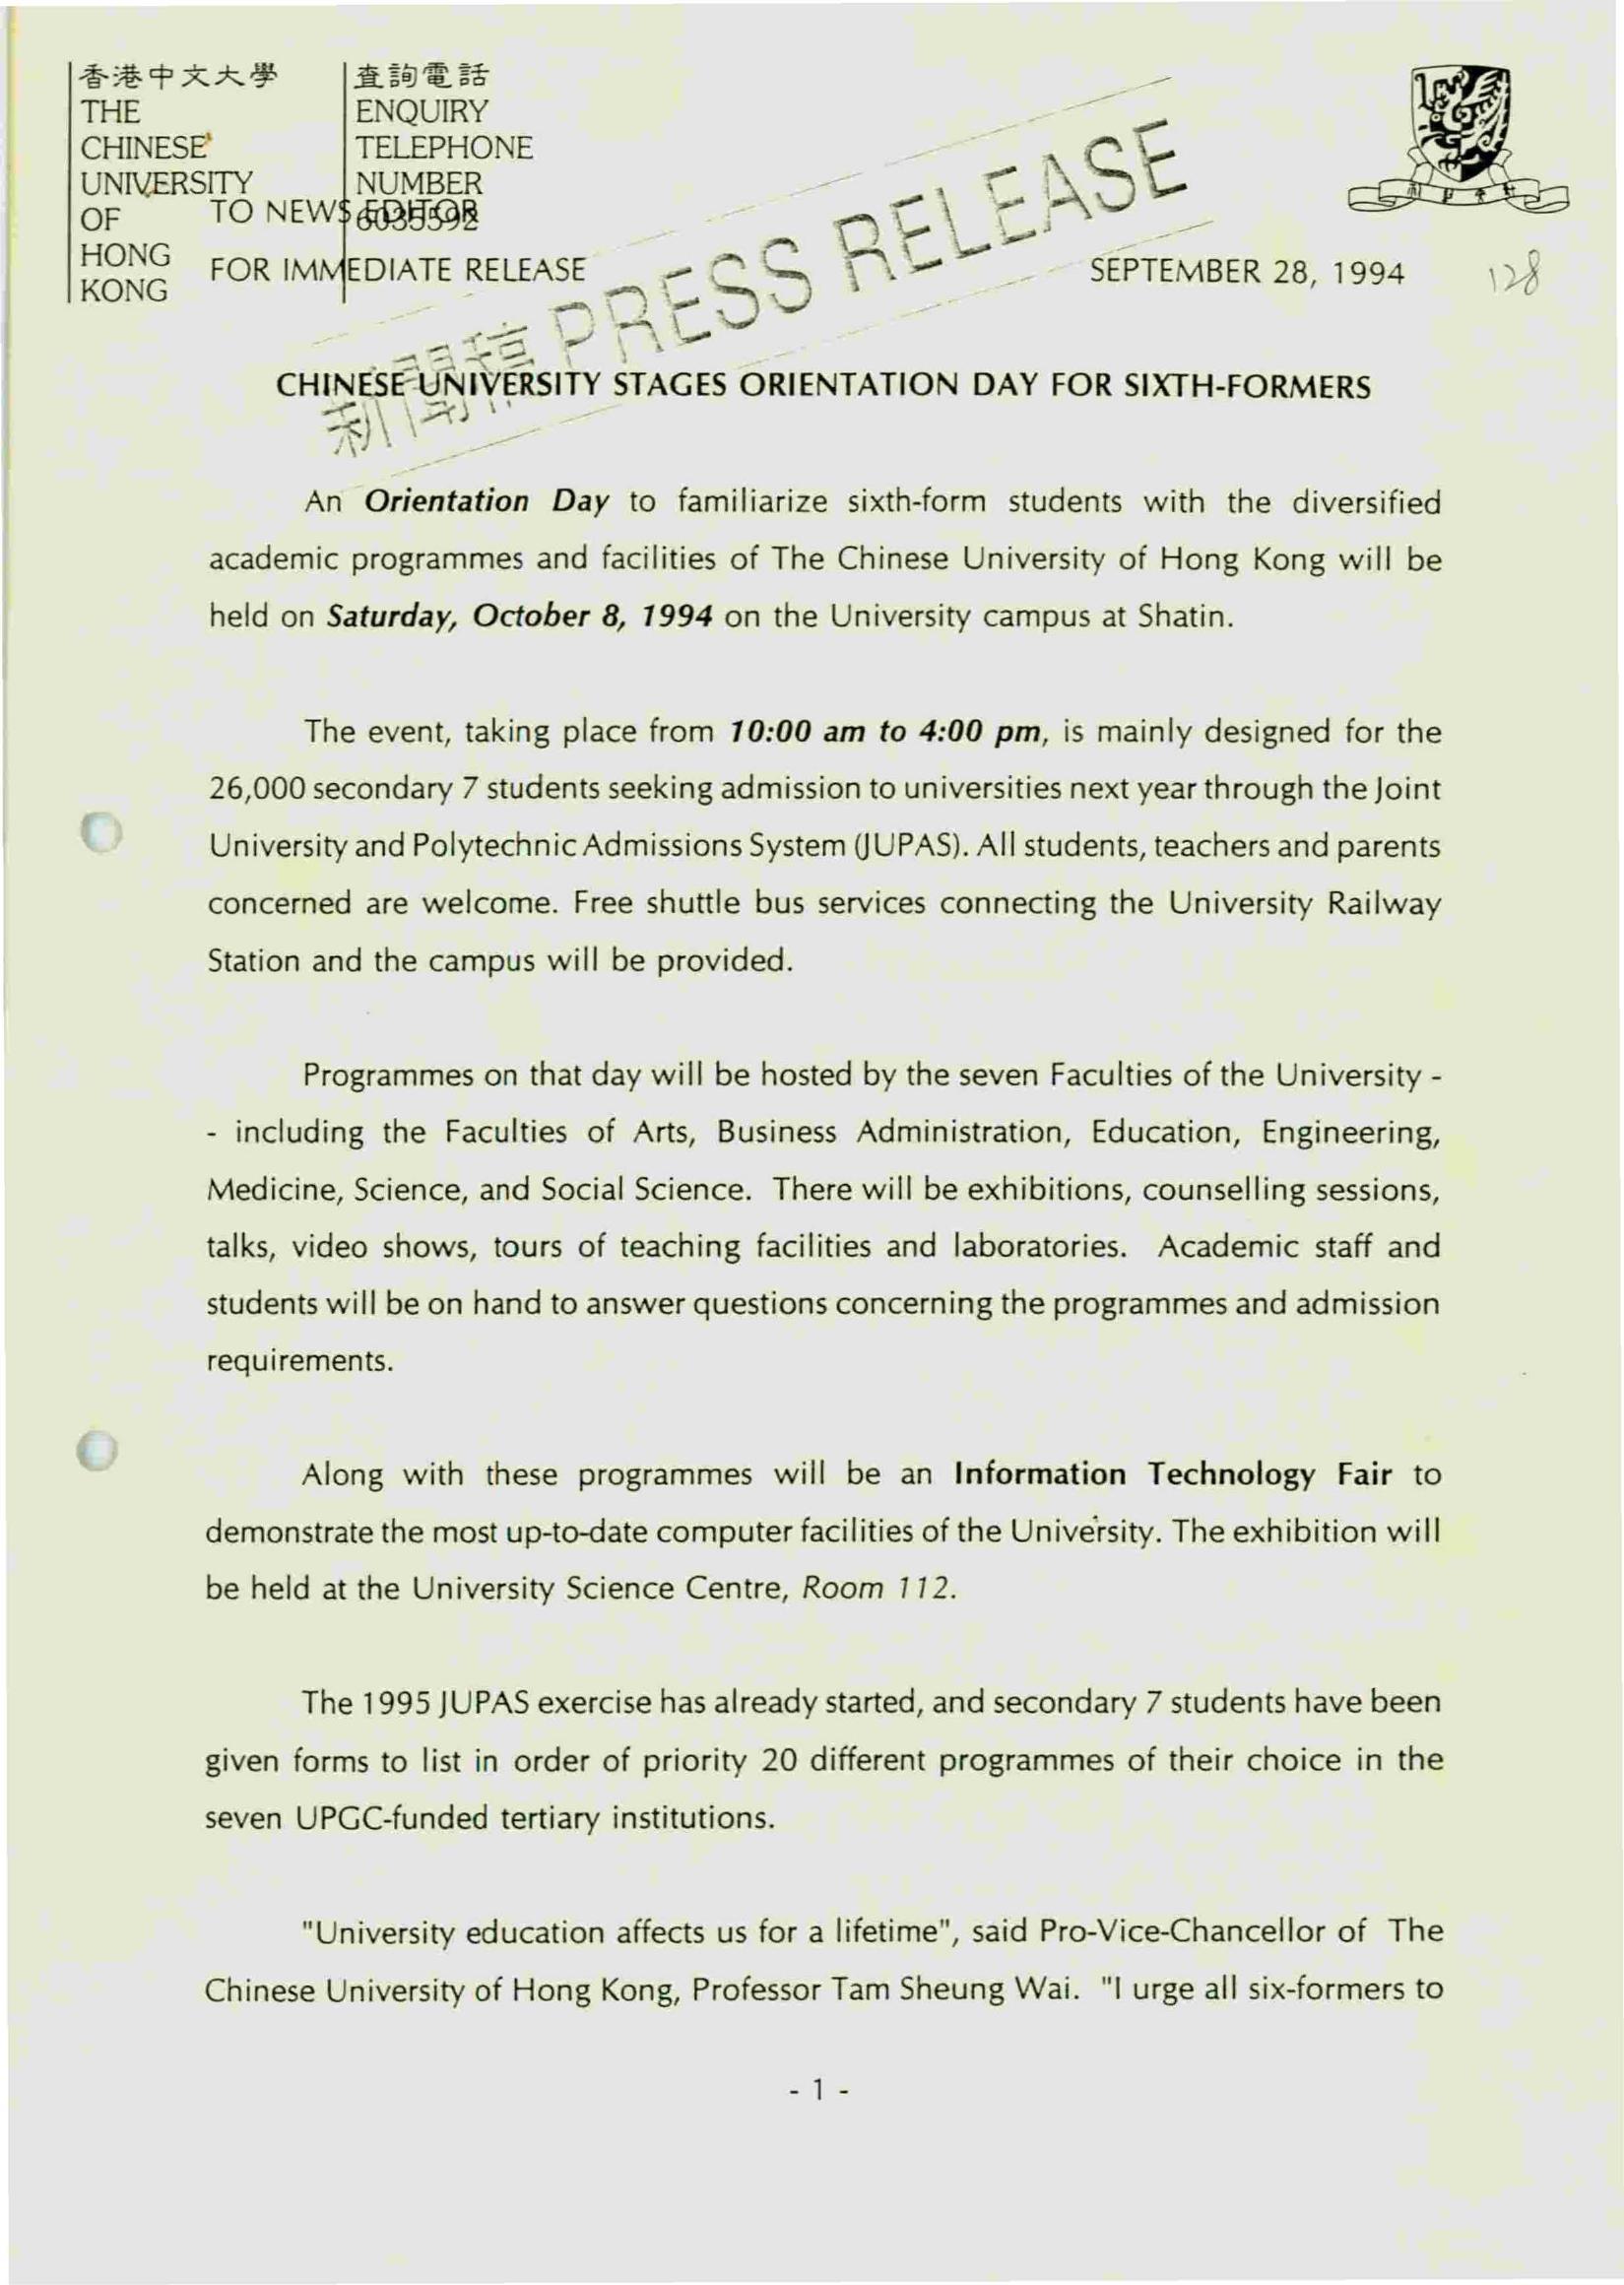 香港中文大學
THE
CHINESE
UNIVERSITY
OF
HONG
KONG
查詢電話
ENQUIRY
TELEPHONE
NUMBER
6035592
TO NEWS EDITOR
FOR IMMEDIATE RELEASE
新聞稿 PRESS RELEASE
SEPTEMBER 28, 1994
128
CHINESE UNIVERSITY STAGES ORIENTATION DAY FOR SIXTH-FORMERS
An Orientation Day to familiarize sixth-form students with the diversified
academic programmes and facilities of The Chinese University of Hong Kong will be
held on Saturday, October 8, 1994 on the University campus at Shatin.
The event, taking place from 10:00 am to 4:00 pm, is mainly designed for the
26,000 secondary 7 students seeking admission to universities next year through the Joint
University and Polytechnic Admissions System (JUPAS). All students, teachers and parents
concerned are welcome. Free shuttle bus services connecting the University Railway
Station and the campus will be provided.
Programmes on that day will be hosted by the seven Faculties of the University -
- including the Faculties of Arts, Business Administration, Education, Engineering,
Medicine, Science, and Social Science. There will be exhibitions, counselling sessions,
talks, video shows, tours of teaching facilities and laboratories. Academic staff and
students will be on hand to answer questions concerning the programmes and admission
requirements.
Along with these programmes will be an Information Technology Fair to
demonstrate the most up-to-date computer facilities of the University. The exhibition will
be held at the University Science Centre, Room 112.
The 1995 JUPAS exercise has already started, and secondary 7 students have been
given forms to list in order of priority 20 different programmes of their choice in the
seven UPGC-funded tertiary institutions.
"University education affects us for a lifetime", said Pro-Vice-Chancellor of The
Chinese University of Hong Kong, Professor Tam Sheung Wai. "I urge all six-formers to
- 1 -